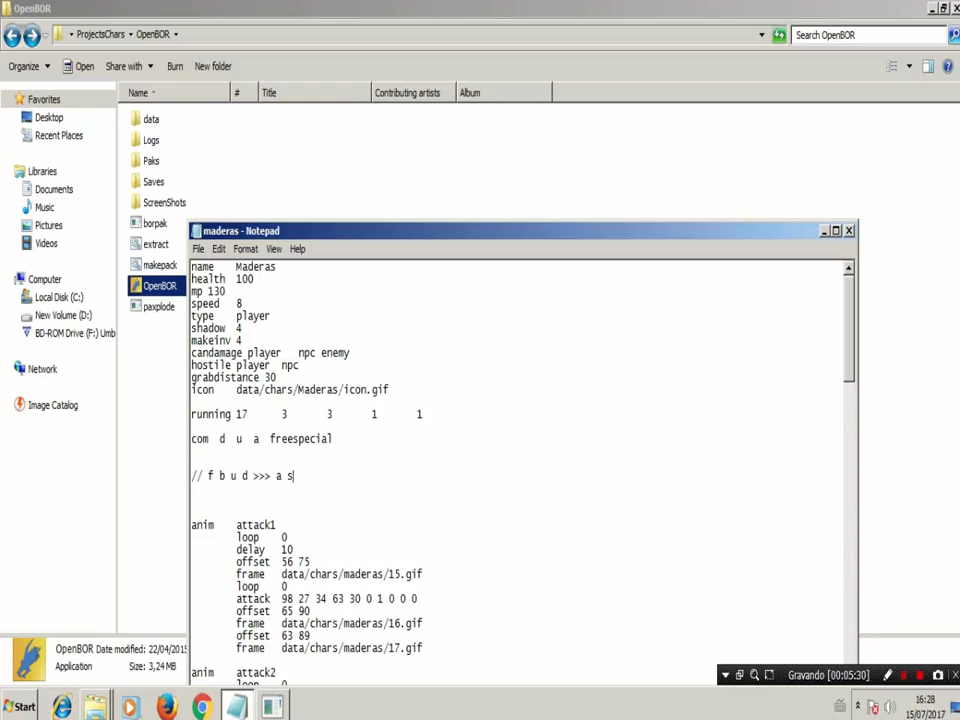 OpenBOR
ProjectsChars OpenBOR
Search OpenBOR
Organize Open Share with Burn New folder
Name # Title Contributing artists Album
Favorites
Desktop
Recent Places
Libraries
Documents
Music
Pictures
Videos
Computer
Local Disk (C:)
New Volume (D:)
BD-ROM Drive (F:) Umb
Network
Image Catalog
data
Logs
Paks
Saves
ScreenShots
borpak
extract
makepack
OpenBOR
paxplode
maderas - Notepad
File Edit Format View Help
name Maderas
health 100
mp 130
speed 8
type player
shadow 4
makeinv 4
candamage player npc enemy
hostile player npc
grabdistance 30
icon data/chars/Maderas/icon.gif
running 17 3 3 1 1
com d u a freespecial
// f b u d >>> a s
anim attack1
loop 0
delay 10
offset 56 75
frame data/chars/maderas/15.gif
loop 0
attack 98 27 34 63 30 0 1 0 0 0
offset 65 90
frame data/chars/maderas/16.gif
offset 63 89
frame data/chars/maderas/17.gif
anim attack2
loop 0
OpenBOR Date modified: 22/04/2015
Application Size: 3,24 MB
Gravando [00:05:30]
Start
16:28
15/07/2017